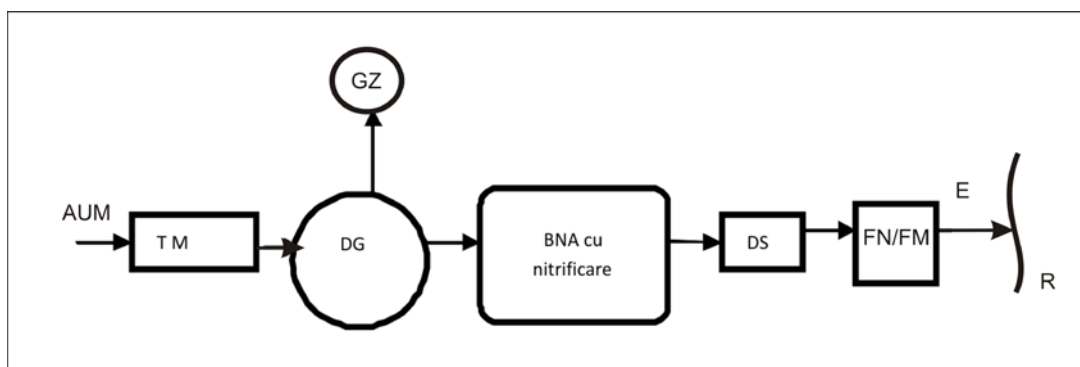 GZ
AUM
T M
DG
BNA cu
nitrificare
DS
FN/FM
E
R